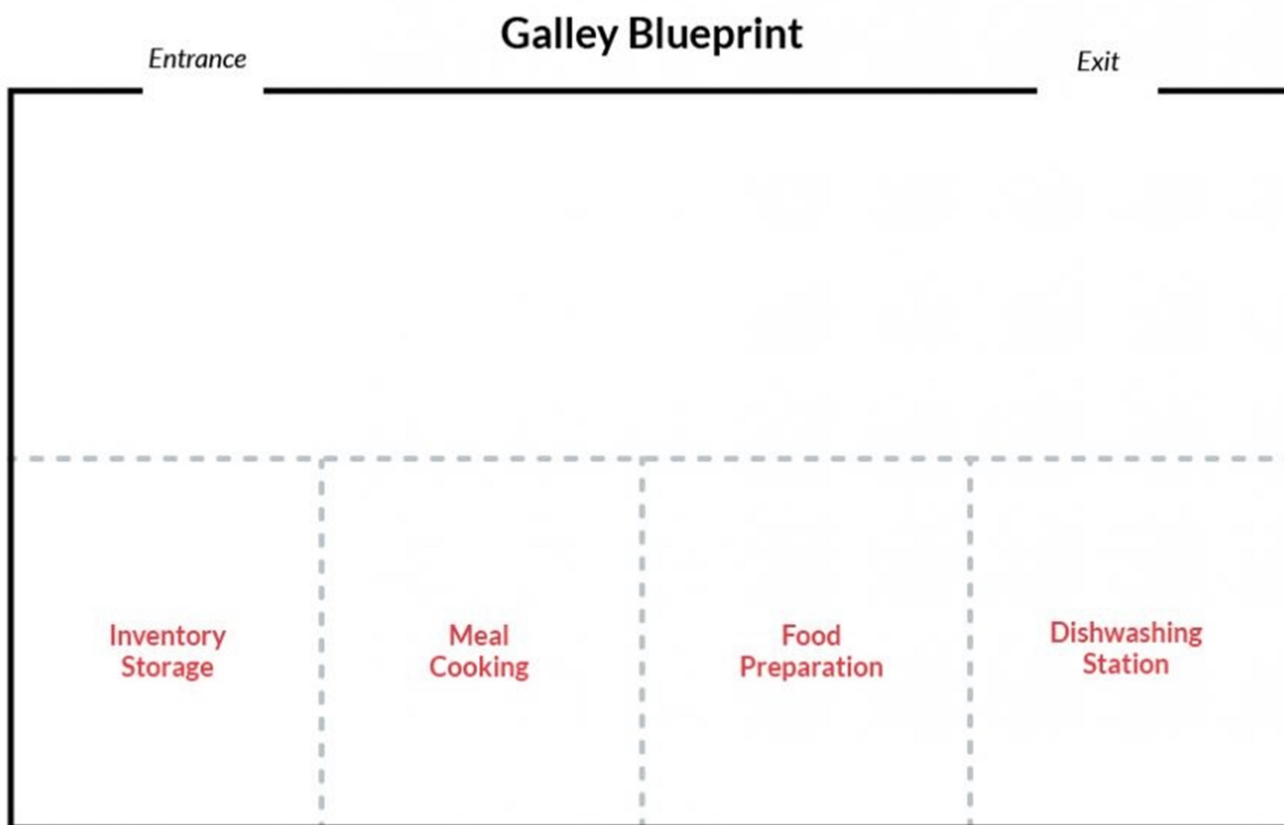 Galley Blueprint
Entrance
Exit
Inventory
Storage
Meal
Cooking
Food
Preparation
Dishwashing
Station